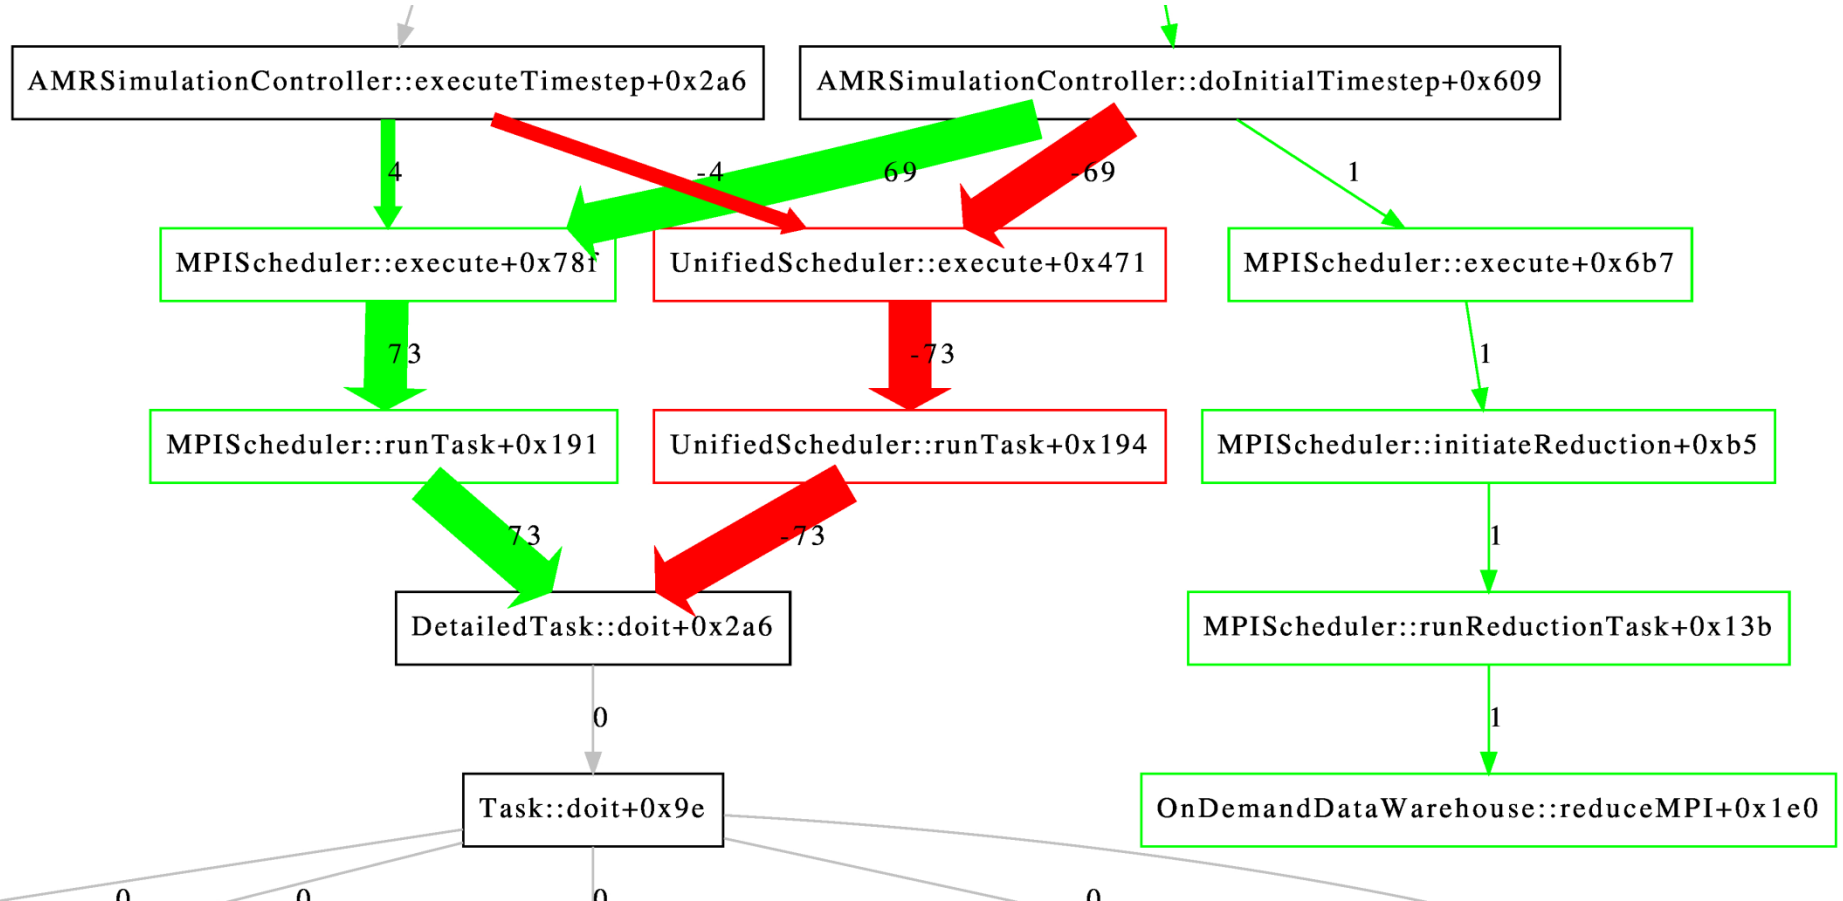 AMRSimulationController::executeTimestep+0x2a6
AMRSimulationController::doInitialTimestep+0x609
4
-4
69
-69
1
MPIScheduler::execute+0x78f
UnifiedScheduler::execute+0x471
MPIScheduler::execute+0x6b7
73
-73
1
MPIScheduler::runTask+0x191
UnifiedScheduler::runTask+0x194
MPIScheduler::initiateReduction+0xb5
73
-73
1
DetailedTask::doit+0x2a6
MPIScheduler::runReductionTask+0x13b
0
1
Task::doit+0x9e
OnDemandDataWarehouse::reduceMPI+0x1e0
0
0
0
0